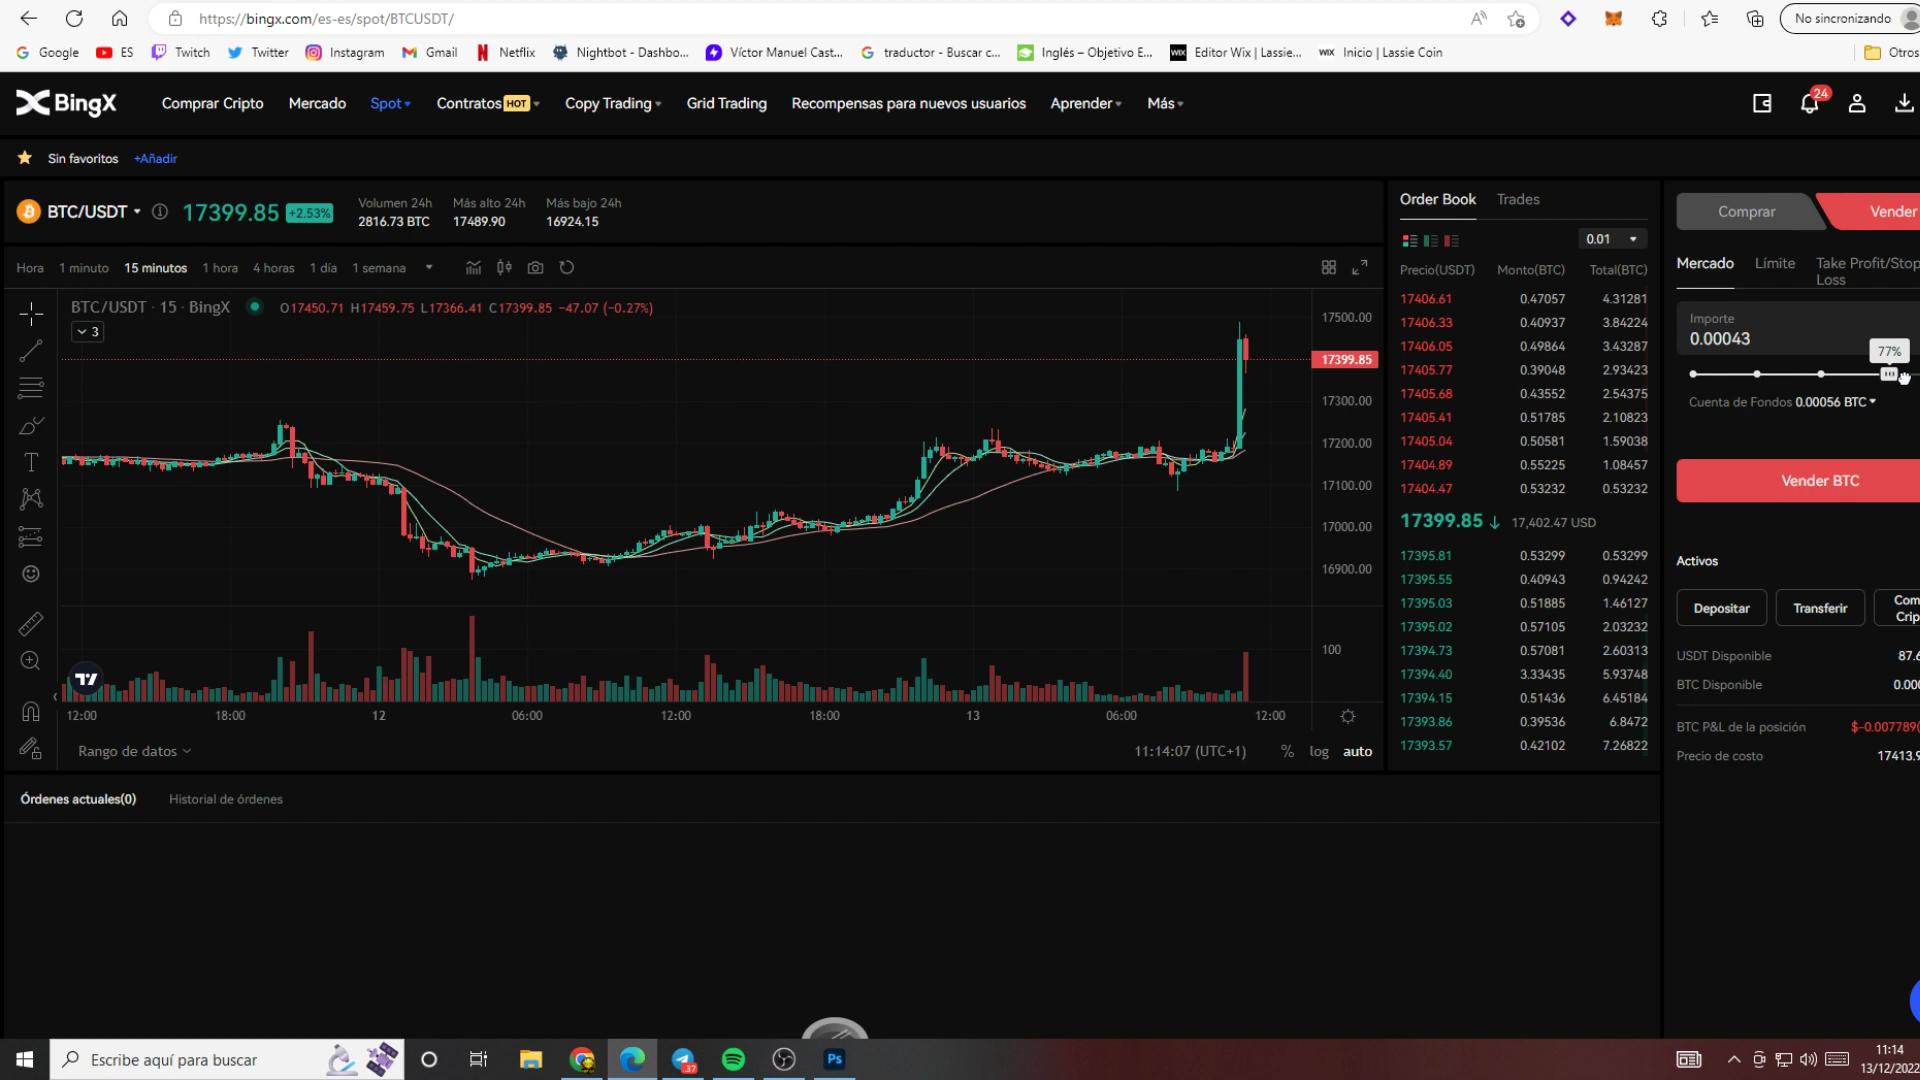 https://bingx.com/es-es/spot/BTCUSDT/
No sincronizando
Google
ES
Twitch
Twitter
Instagram
Gmail
Netflix
Nightbot - Dashbo...
Víctor Manuel Cast...
traductor - Buscar c...
Inglés – Objetivo E...
Editor Wix | Lassie...
Inicio | Lassie Coin
Otros
BingX
Comprar Cripto
Mercado
Spot
Contratos HOT
Copy Trading
Grid Trading
Recompensas para nuevos usuarios
Aprender
Más
24
Sin favoritos
+Añadir
BTC/USDT
17399.85
+2.53%
Volumen 24h
2816.73 BTC
Más alto 24h
17489.90
Más bajo 24h
16924.15
Hora
1 minuto
15 minutos
1 hora
4 horas
1 día
1 semana
BTC/USDT · 15 · BingX
O17450.71 H17459.75 L17366.41 C17399.85 −47.07 (−0.27%)
3
17500.00
17399.85
17300.00
17200.00
17100.00
17000.00
16900.00
100
12:00
18:00
12
06:00
12:00
18:00
13
06:00
12:00
Rango de datos
11:14:07 (UTC+1)
%
log
auto
Order Book
Trades
0.01
Precio(USDT) Monto(BTC) Total(BTC)
17406.61 0.47057 4.31281
17406.33 0.40937 3.84224
17406.05 0.49864 3.43287
17405.77 0.39048 2.93423
17405.68 0.43552 2.54375
17405.41 0.51785 2.10823
17405.04 0.50581 1.59038
17404.89 0.55225 1.08457
17404.47 0.53232 0.53232
17399.85 ↓ 17,402.47 USD
17395.81 0.53299 0.53299
17395.55 0.40943 0.94242
17395.03 0.51885 1.46127
17395.02 0.57105 2.03232
17394.73 0.57081 2.60313
17394.40 3.33435 5.93748
17394.15 0.51436 6.45184
17393.86 0.39536 6.8472
17393.57 0.42102 7.26822
Comprar
Vender
Mercado
Límite
Take Profit/Stop
Loss
Importe
0.00043
77%
Cuenta de Fondos 0.00056 BTC
Vender BTC
Activos
Depositar
Transferir
Com
Crip
USDT Disponible 87.6
BTC Disponible 0.000
BTC P&L de la posición $-0.007789(
Precio de costo 17413.9
Órdenes actuales(0)
Historial de órdenes
Escribe aquí para buscar
37
Ps
11:14
13/12/2022